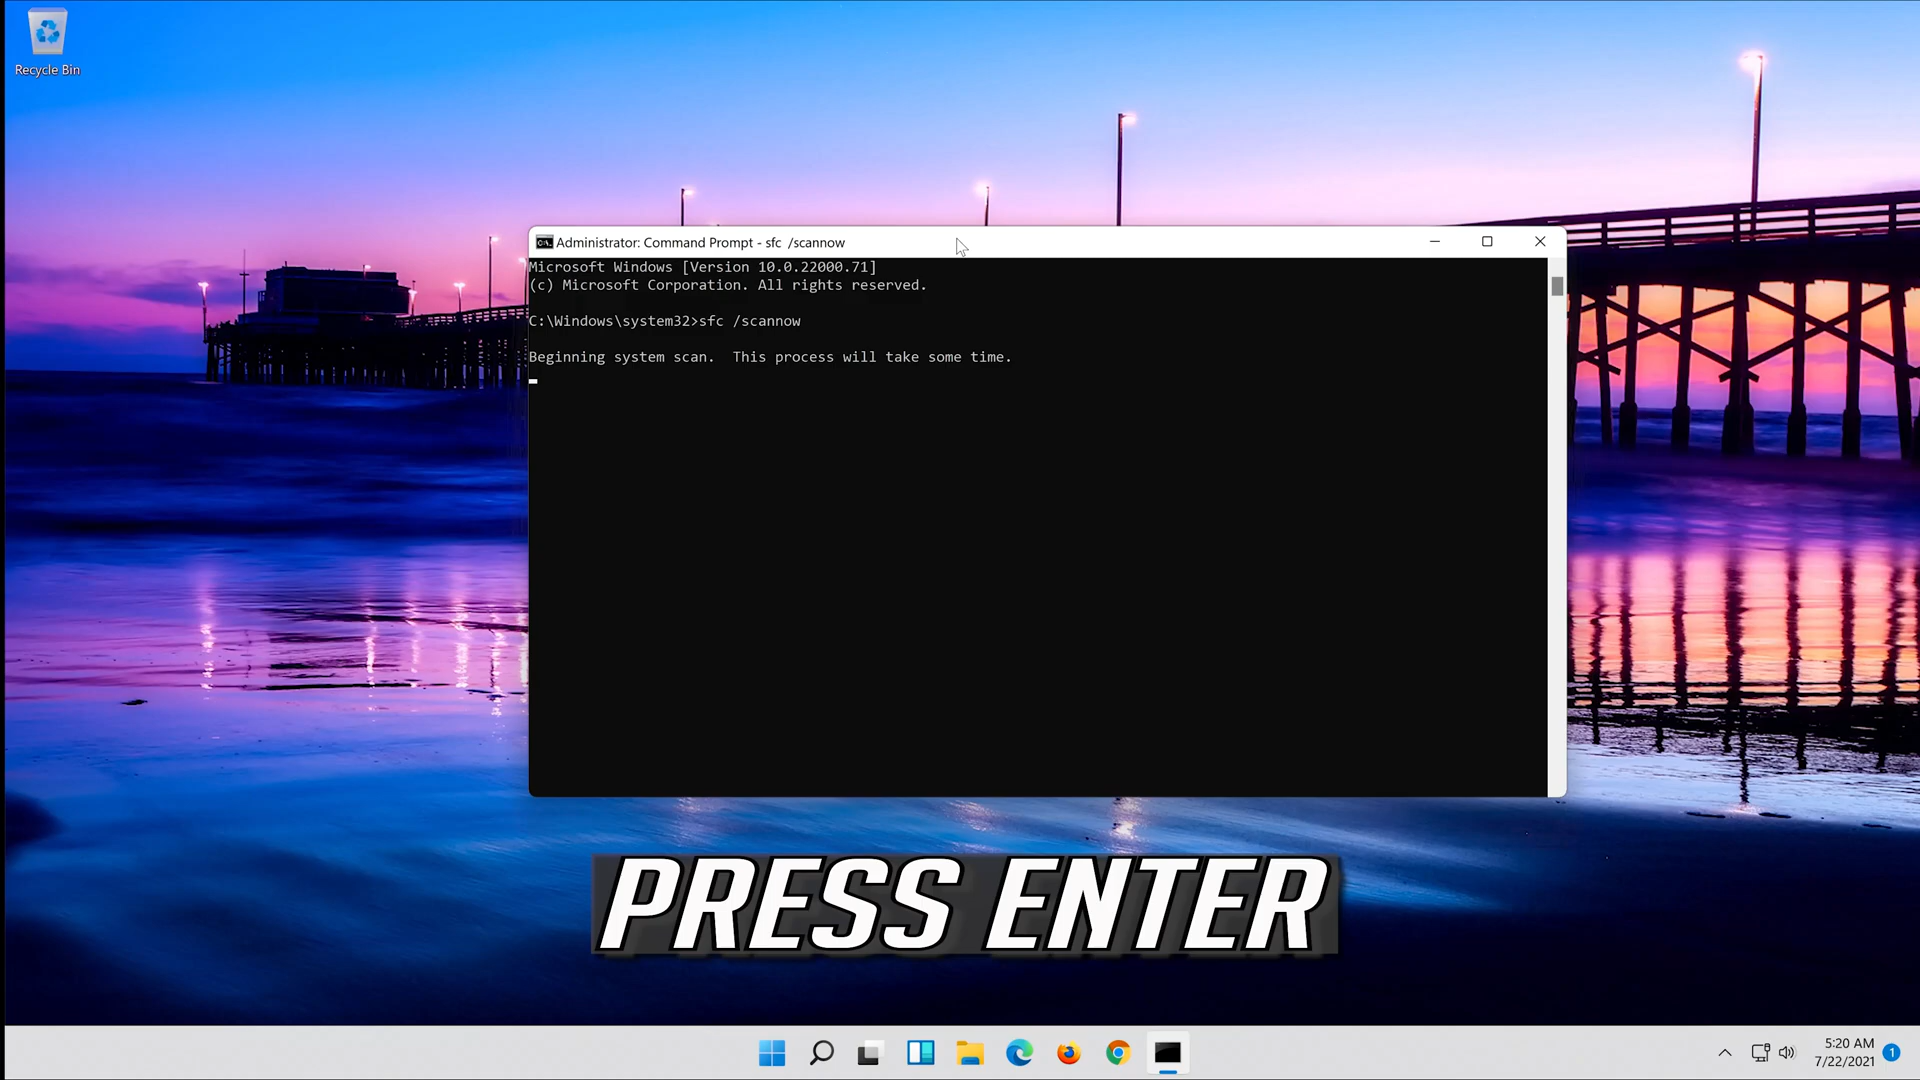 Recycle Bin
Administrator: Command Prompt - sfc  /scannow
Microsoft Windows [Version 10.0.22000.71]
(c) Microsoft Corporation. All rights reserved.
C:\Windows\system32>sfc /scannow
Beginning system scan.  This process will take some time.
PRESS ENTER
5:20 AM
7/22/2021
1